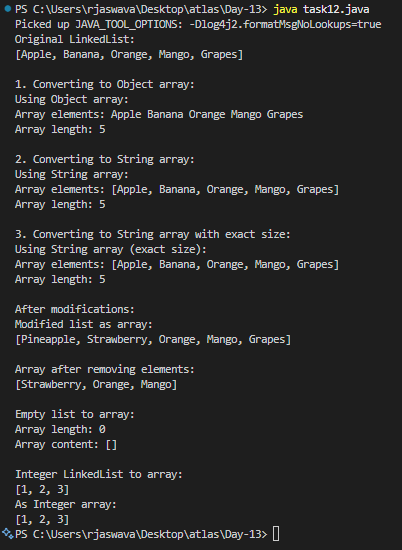 PS C:\Users\rjaswava\Desktop\atlas\Day-13> java task12.java
Picked up JAVA_TOOL_OPTIONS: -Dlog4j2.formatMsgNoLookups=true
Original LinkedList:
[Apple, Banana, Orange, Mango, Grapes]

1. Converting to Object array:
Using Object array:
Array elements: Apple Banana Orange Mango Grapes
Array length: 5

2. Converting to String array:
Using String array:
Array elements: [Apple, Banana, Orange, Mango, Grapes]
Array length: 5

3. Converting to String array with exact size:
Using String array (exact size):
Array elements: [Apple, Banana, Orange, Mango, Grapes]
Array length: 5

After modifications:
Modified list as array:
[Pineapple, Strawberry, Orange, Mango, Grapes]

Array after removing elements:
[Strawberry, Orange, Mango]

Empty list to array:
Array length: 0
Array content: []

Integer LinkedList to array:
[1, 2, 3]
As Integer array:
[1, 2, 3]
PS C:\Users\rjaswava\Desktop\atlas\Day-13>